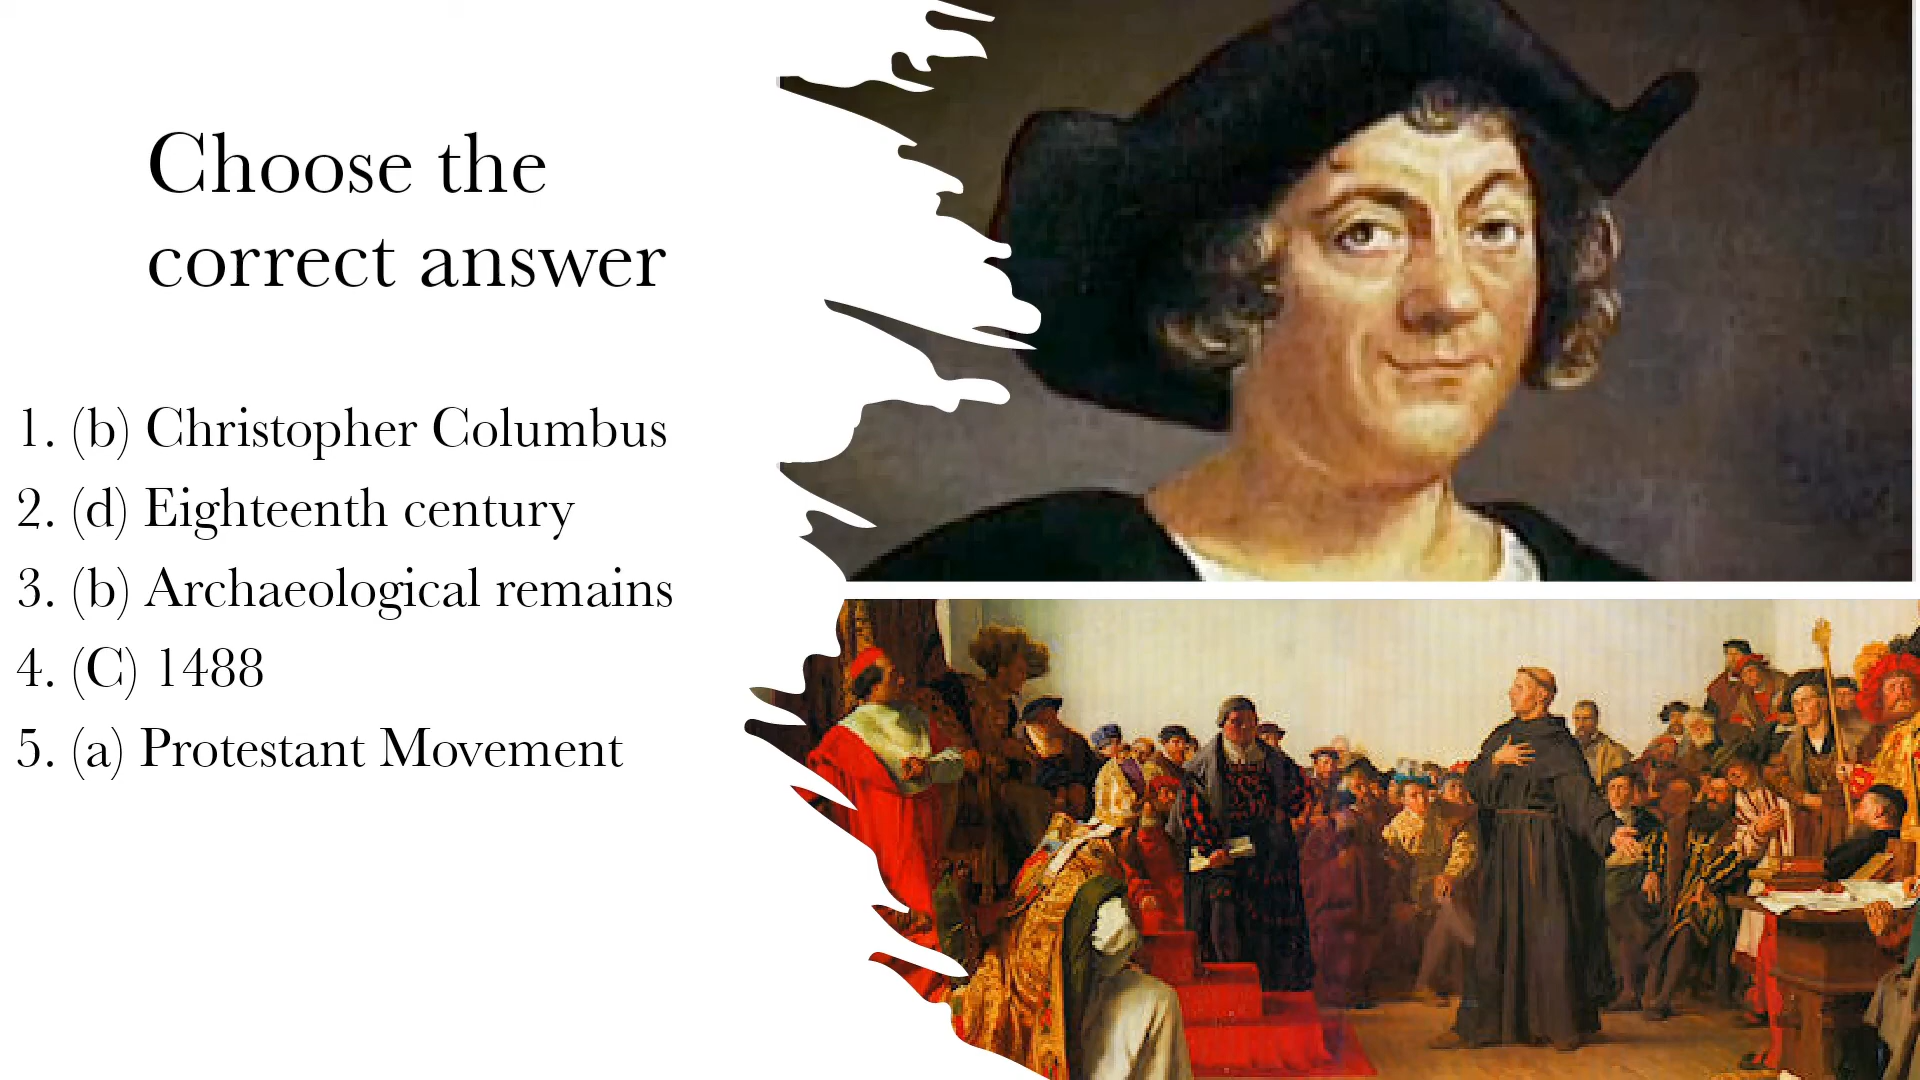 Choose the
correct answer
1. (b) Christopher Columbus
2. (d) Eighteenth century
3. (b) Archaeological remains
4. (C) 1488
5. (a) Protestant Movement